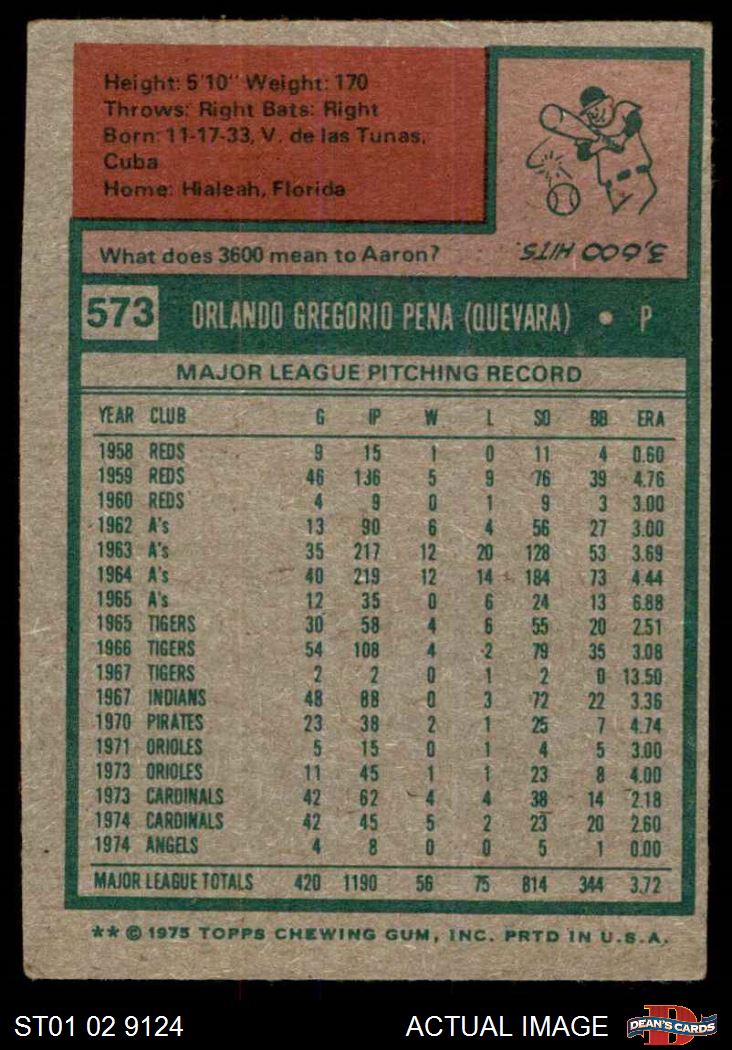 Height: 5'10" Weight: 170
Throws: Right Bats: Right
Born: 11-17-33, V. de las Tunas,
Cuba
Home: Hialeah, Florida
What does 3600 mean to Aaron?
3,600 HITS.
573 ORLANDO GREGORIO PENA (QUEVARA) • P
MAJOR LEAGUE PITCHING RECORD
YEAR CLUB G IP W L SO BB ERA
1958 REDS 9 15 1 0 11 4 0.60
1959 REDS 46 136 5 9 76 39 4.76
1960 REDS 4 9 0 1 9 3 3.00
1962 A's 13 90 6 4 56 27 3.00
1963 A's 35 217 12 20 128 53 3.69
1964 A's 40 219 12 14 184 73 4.44
1965 A's 12 35 0 6 24 13 6.88
1965 TIGERS 30 58 4 6 55 20 2.51
1966 TIGERS 54 108 4 2 79 35 3.08
1967 TIGERS 2 2 0 1 2 0 13.50
1967 INDIANS 48 88 0 3 72 22 3.36
1970 PIRATES 23 38 2 1 25 7 4.74
1971 ORIOLES 5 15 0 1 4 5 3.00
1973 ORIOLES 11 45 1 1 23 8 4.00
1973 CARDINALS 42 62 4 4 38 14 2.18
1974 CARDINALS 42 45 5 2 23 20 2.60
1974 ANGELS 4 8 0 0 5 1 0.00
MAJOR LEAGUE TOTALS 420 1190 56 75 814 344 3.72
** © 1975 TOPPS CHEWING GUM, INC. PRTD IN U.S.A.
ST01 02 9124 ACTUAL IMAGE D DEAN'S CARDS